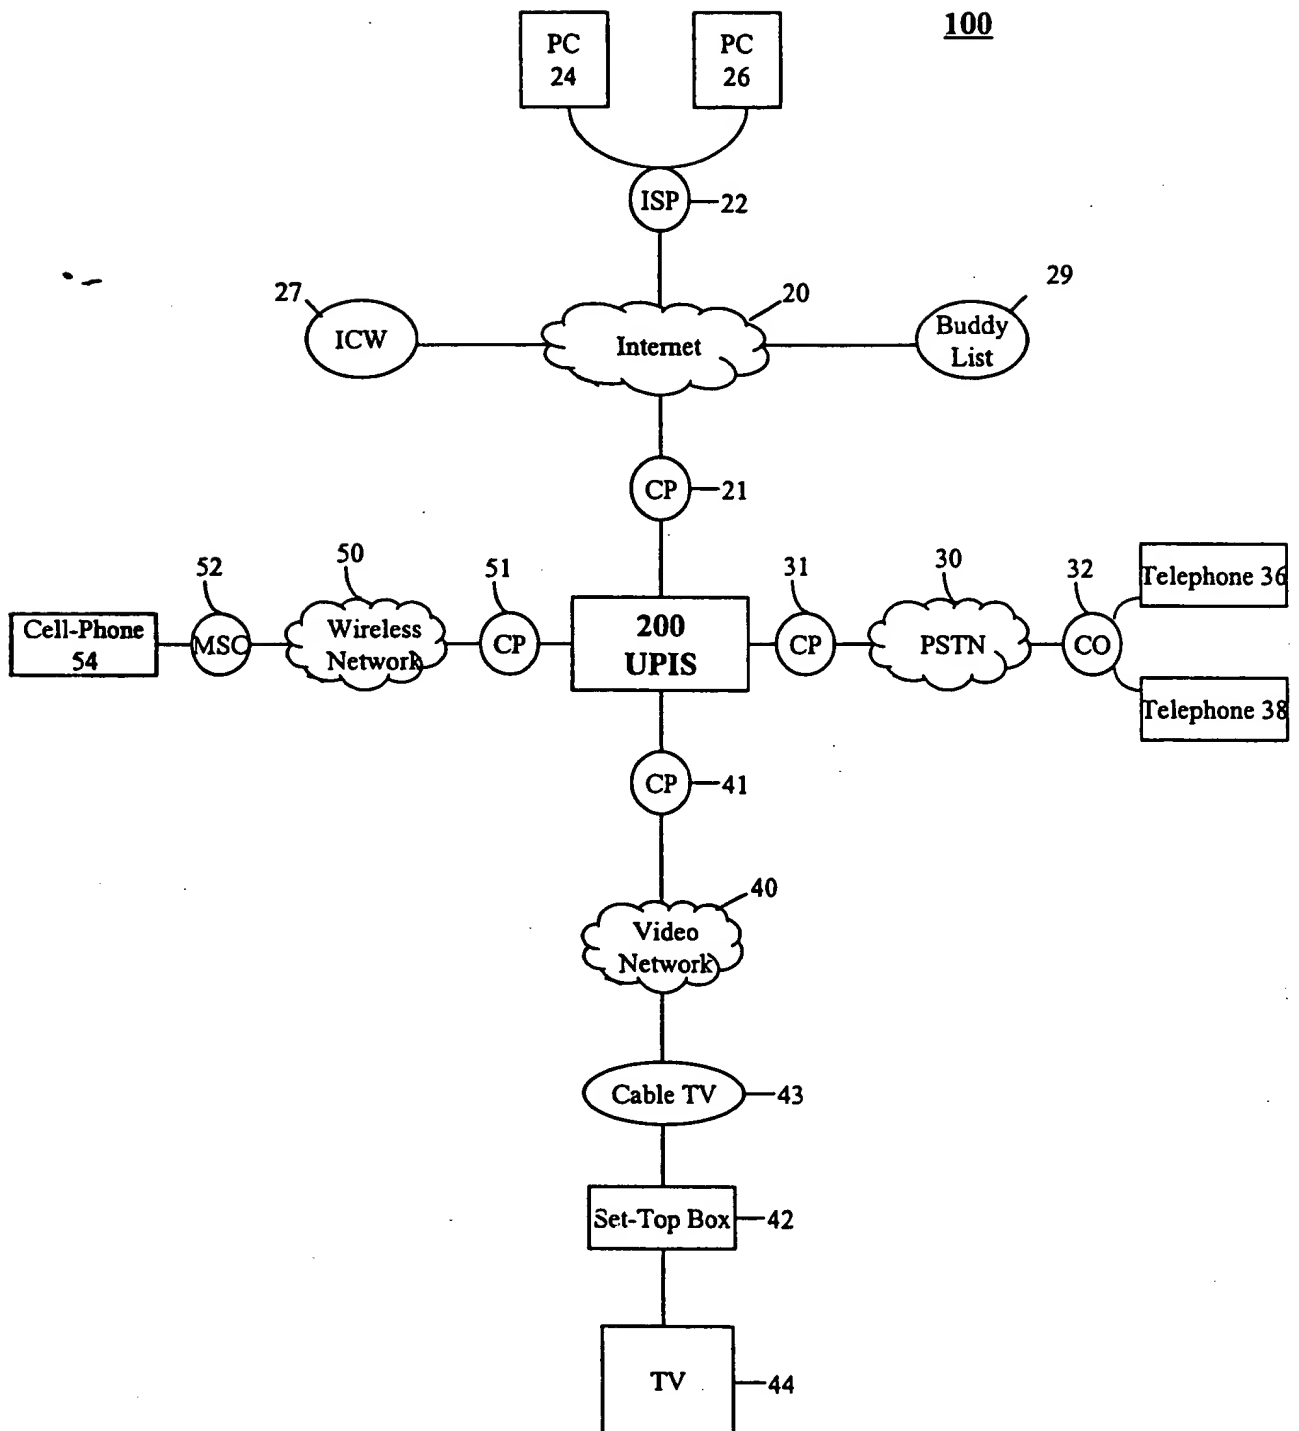 100
PC
24
PC
26
ISP
22
27
20
29
ICW
Internet
Buddy
List
CP
21
52
50
51
31
30
32
Telephone 36
Cell-Phone
54
MSC
Wireless
Network
CP
200
UPIS
CP
PSTN
CO
Telephone 38
CP
41
40
Video
Network
Cable TV
43
Set-Top Box
42
TV
44